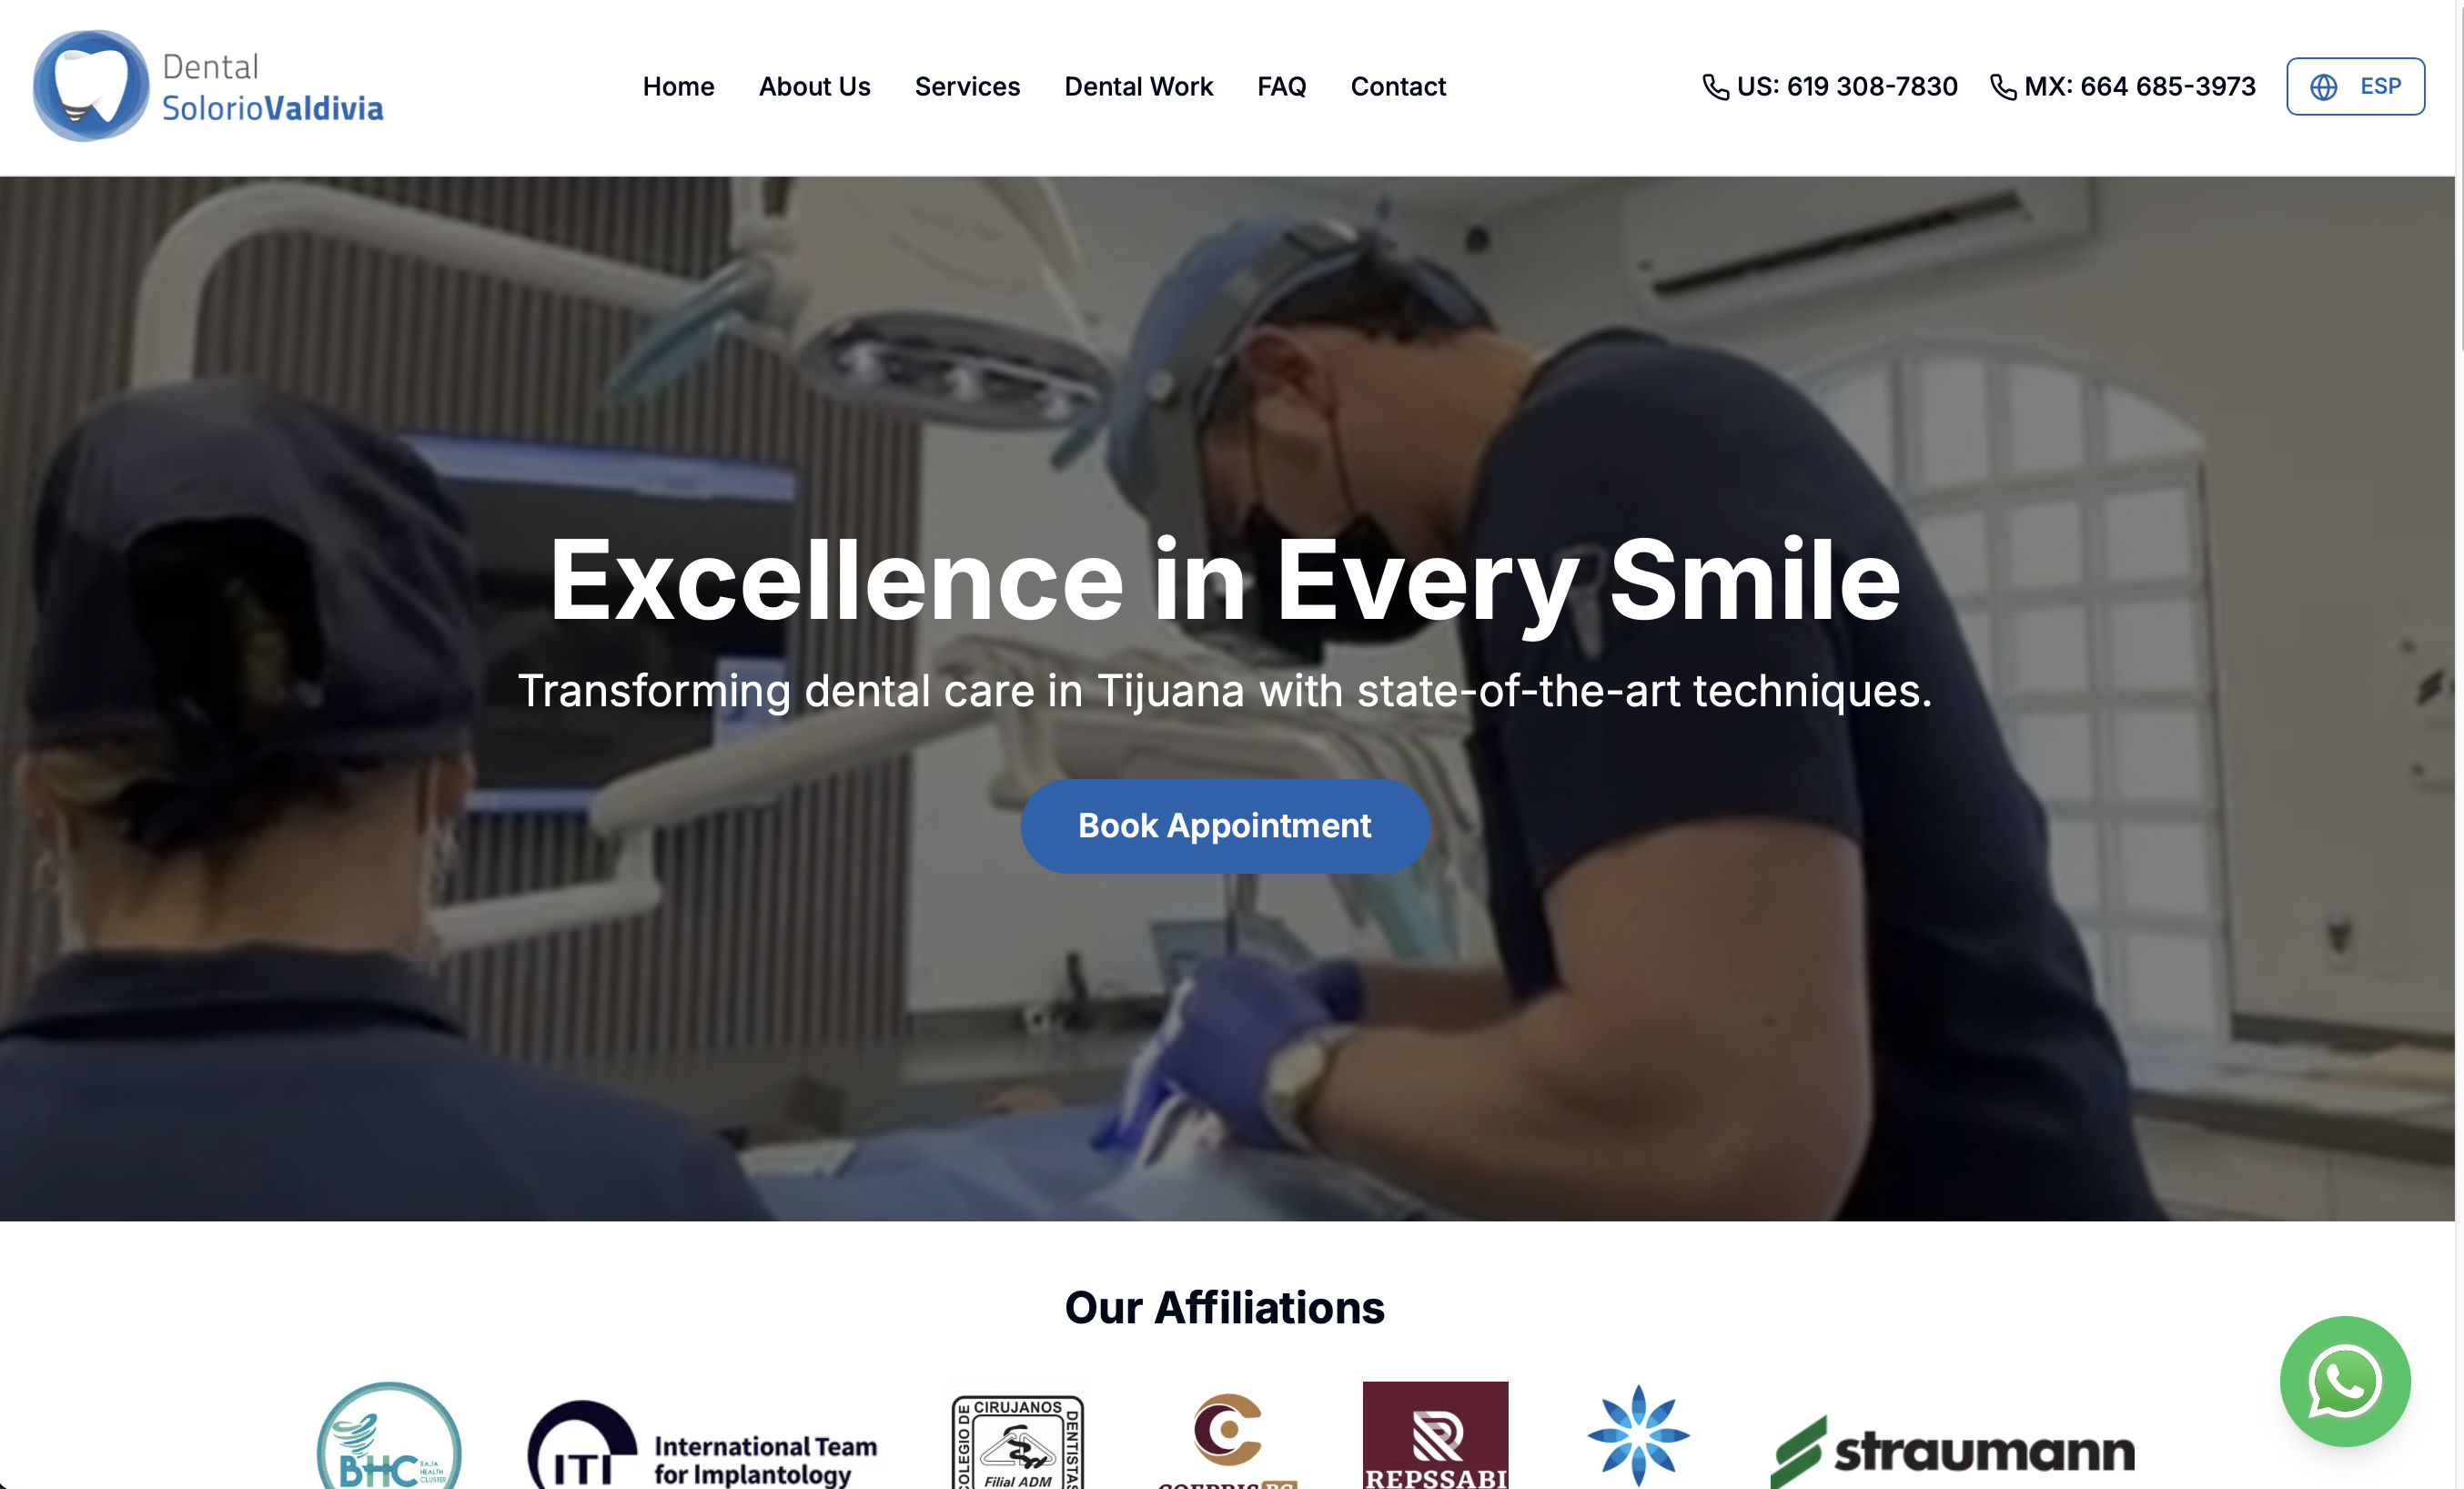 Dental
SolorioValdivia
Home
About Us
Services
Dental Work
FAQ
Contact
US: 619 308-7830
MX: 664 685-3973
ESP
Excellence in Every Smile
Transforming dental care in Tijuana with state-of-the-art techniques.
Book Appointment
Our Affiliations
BHC
BAJA
HEALTH
CLUSTER
ITI
International Team
for Implantology
COLEGIO DE
CIRUJANOS
DENTISTAS
Filial ADM
COEPRIS BC
REPSSABI
straumann